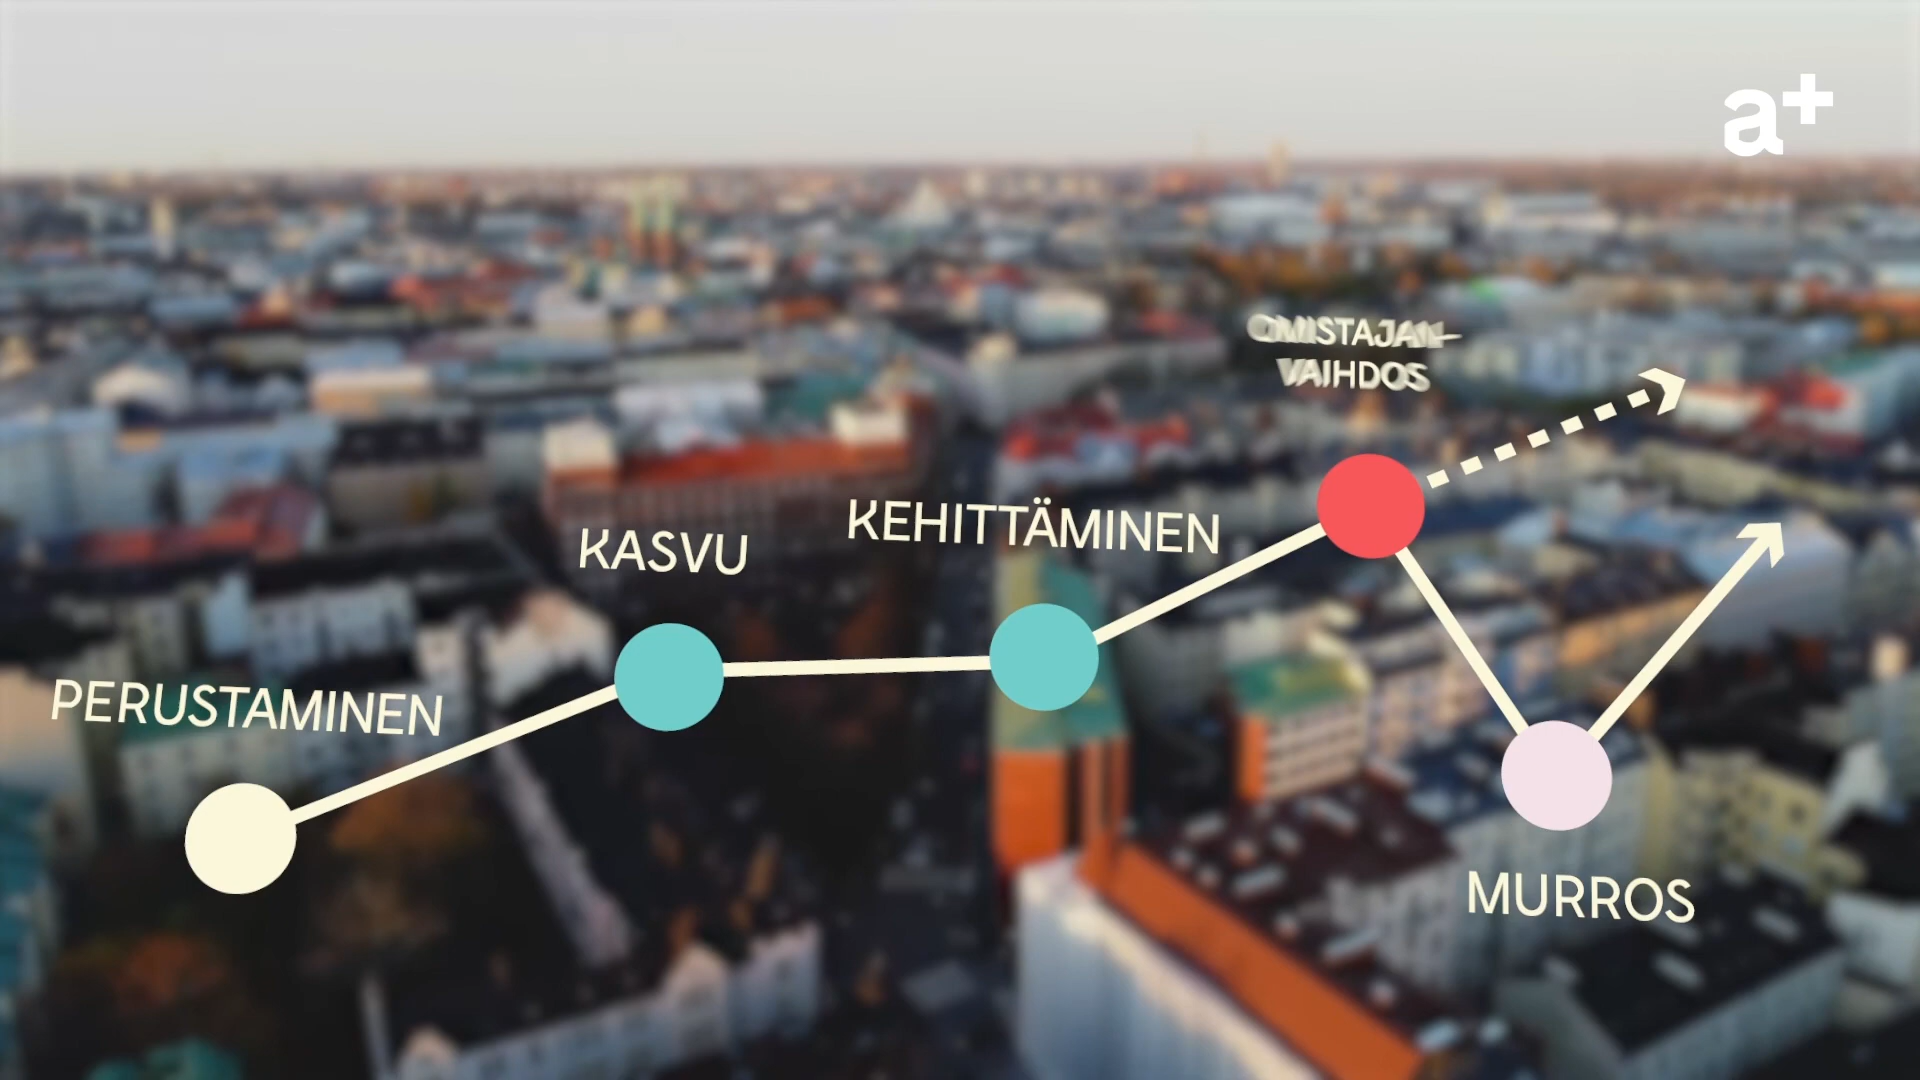 a+
OMISTAJAN-
VAIHDOS
KEHITTÄMINEN
KASVU
PERUSTAMINEN
MURROS